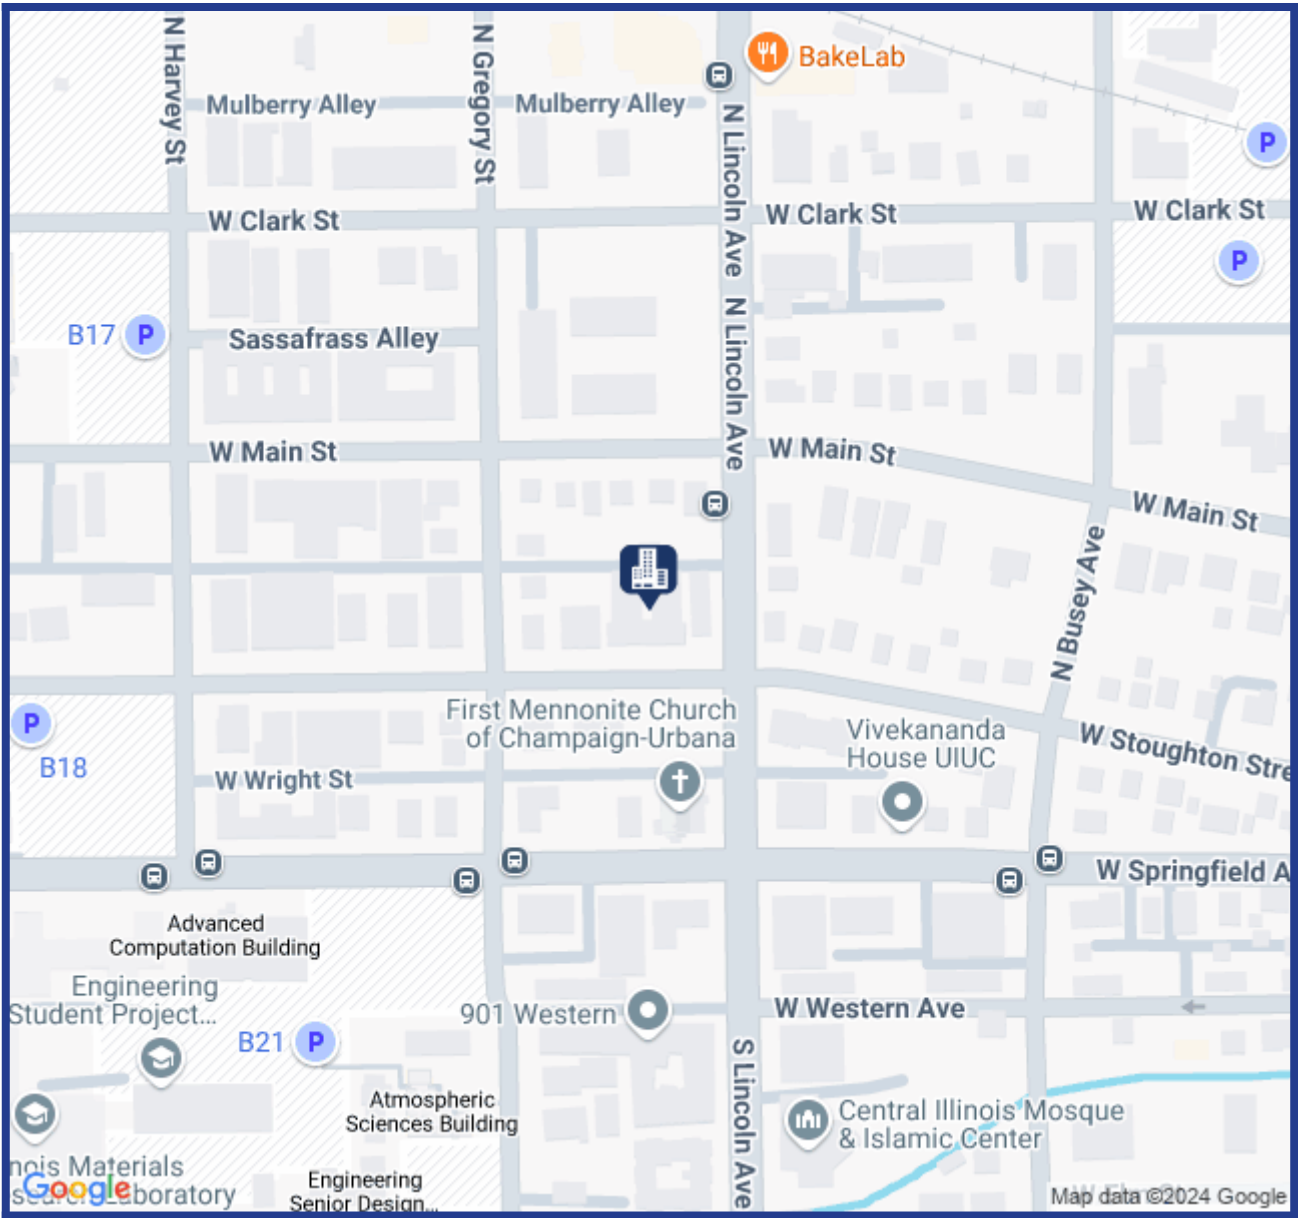 N Harvey St
N Gregory St
BakeLab
Mulberry Alley
Mulberry Alley
N Lincoln Ave
P
W Clark St
W Clark St
W Clark St
P
B17 P
Sassafrass Alley
N Lincoln Ave
W Main St
W Main St
W Main St
N Busey Ave
First Mennonite Church
of Champaign-Urbana
P
B18
Vivekananda
House UIUC
W Stoughton Stre
W Wright St
W Springfield A
Advanced
Computation Building
Engineering
Student Project...
901 Western
W Western Ave
B21 P
S Lincoln Ave
Atmospheric
Sciences Building
Central Illinois Mosque
& Islamic Center
nois Materials
Engineering
Senior Design...
Google
boratory
Map data ©2024 Google